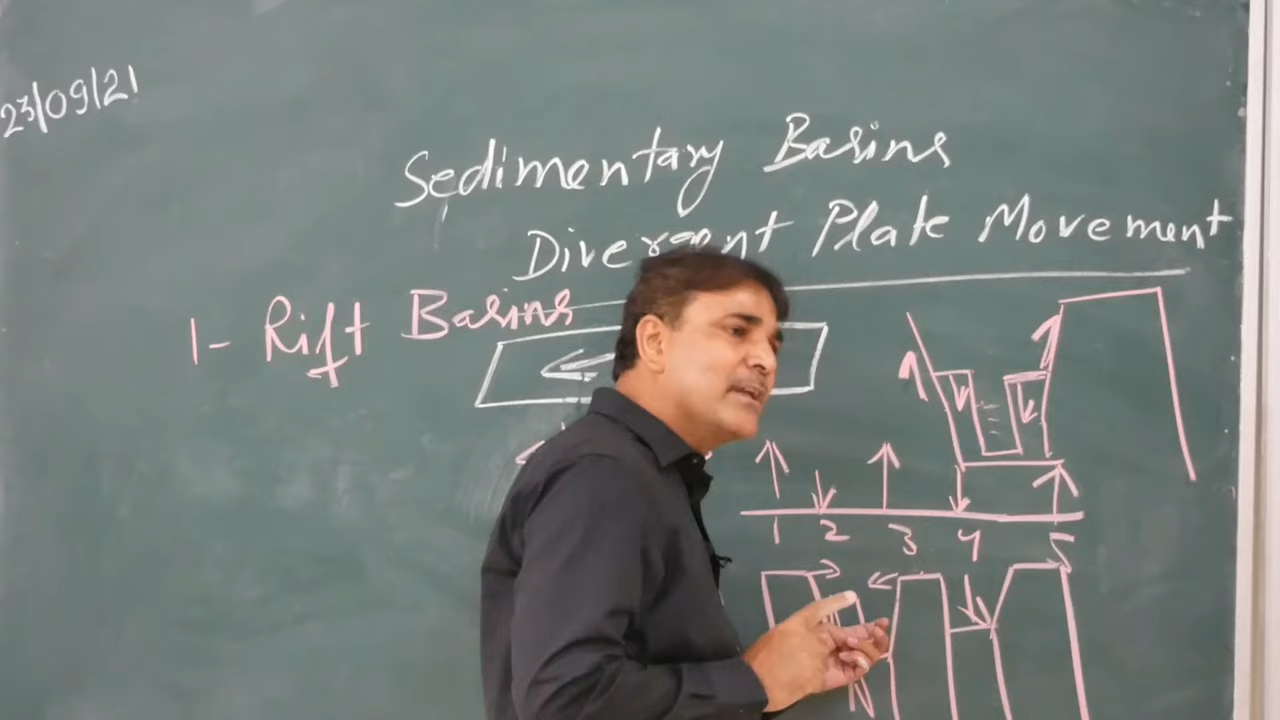 23/09/21
Sedimentary Basins
Divergent Plate Movement
1- Rift Basins
1 2 3 4 5